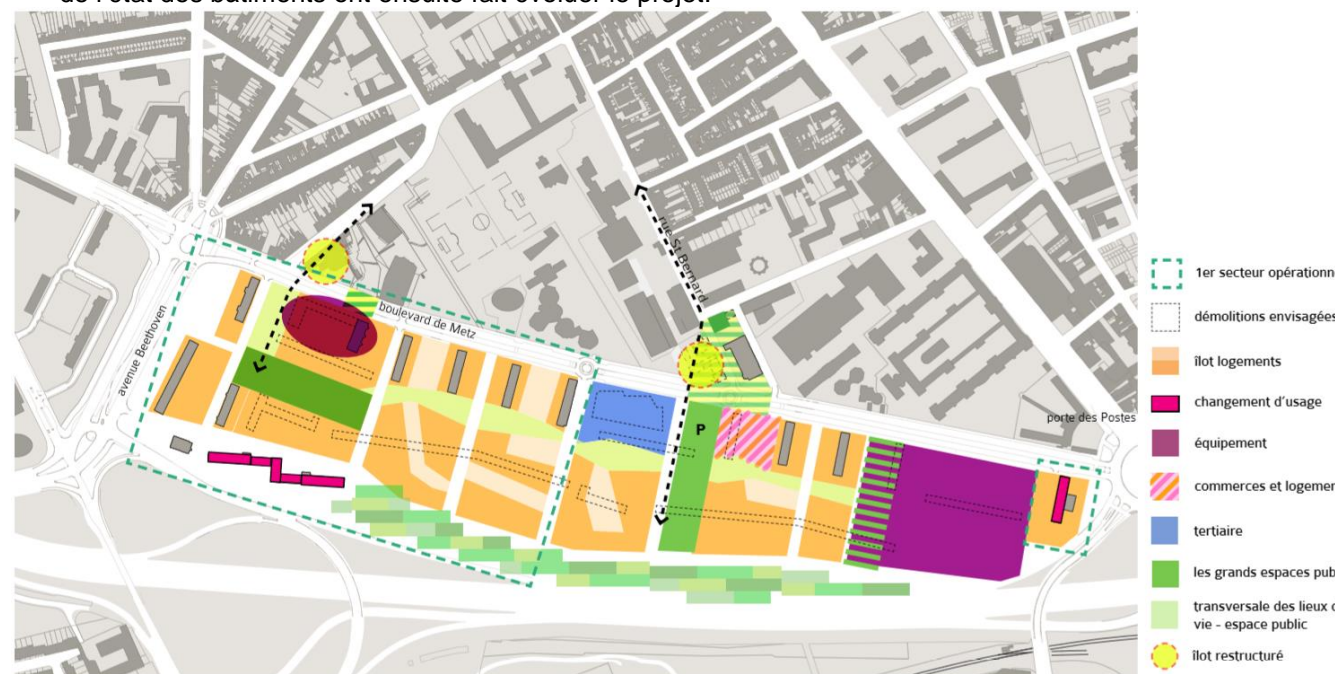 de l'état des bâtiments ont ensuite fait évoluer le projet.
rue St Bernard
boulevard de Metz
avenue Beethoven
P
porte des Postes
1er secteur opérationn
démolitions envisagées
îlot logements
changement d'usage
équipement
commerces et logemen
tertiaire
les grands espaces pub
transversale des lieux d
vie - espace public
îlot restructuré